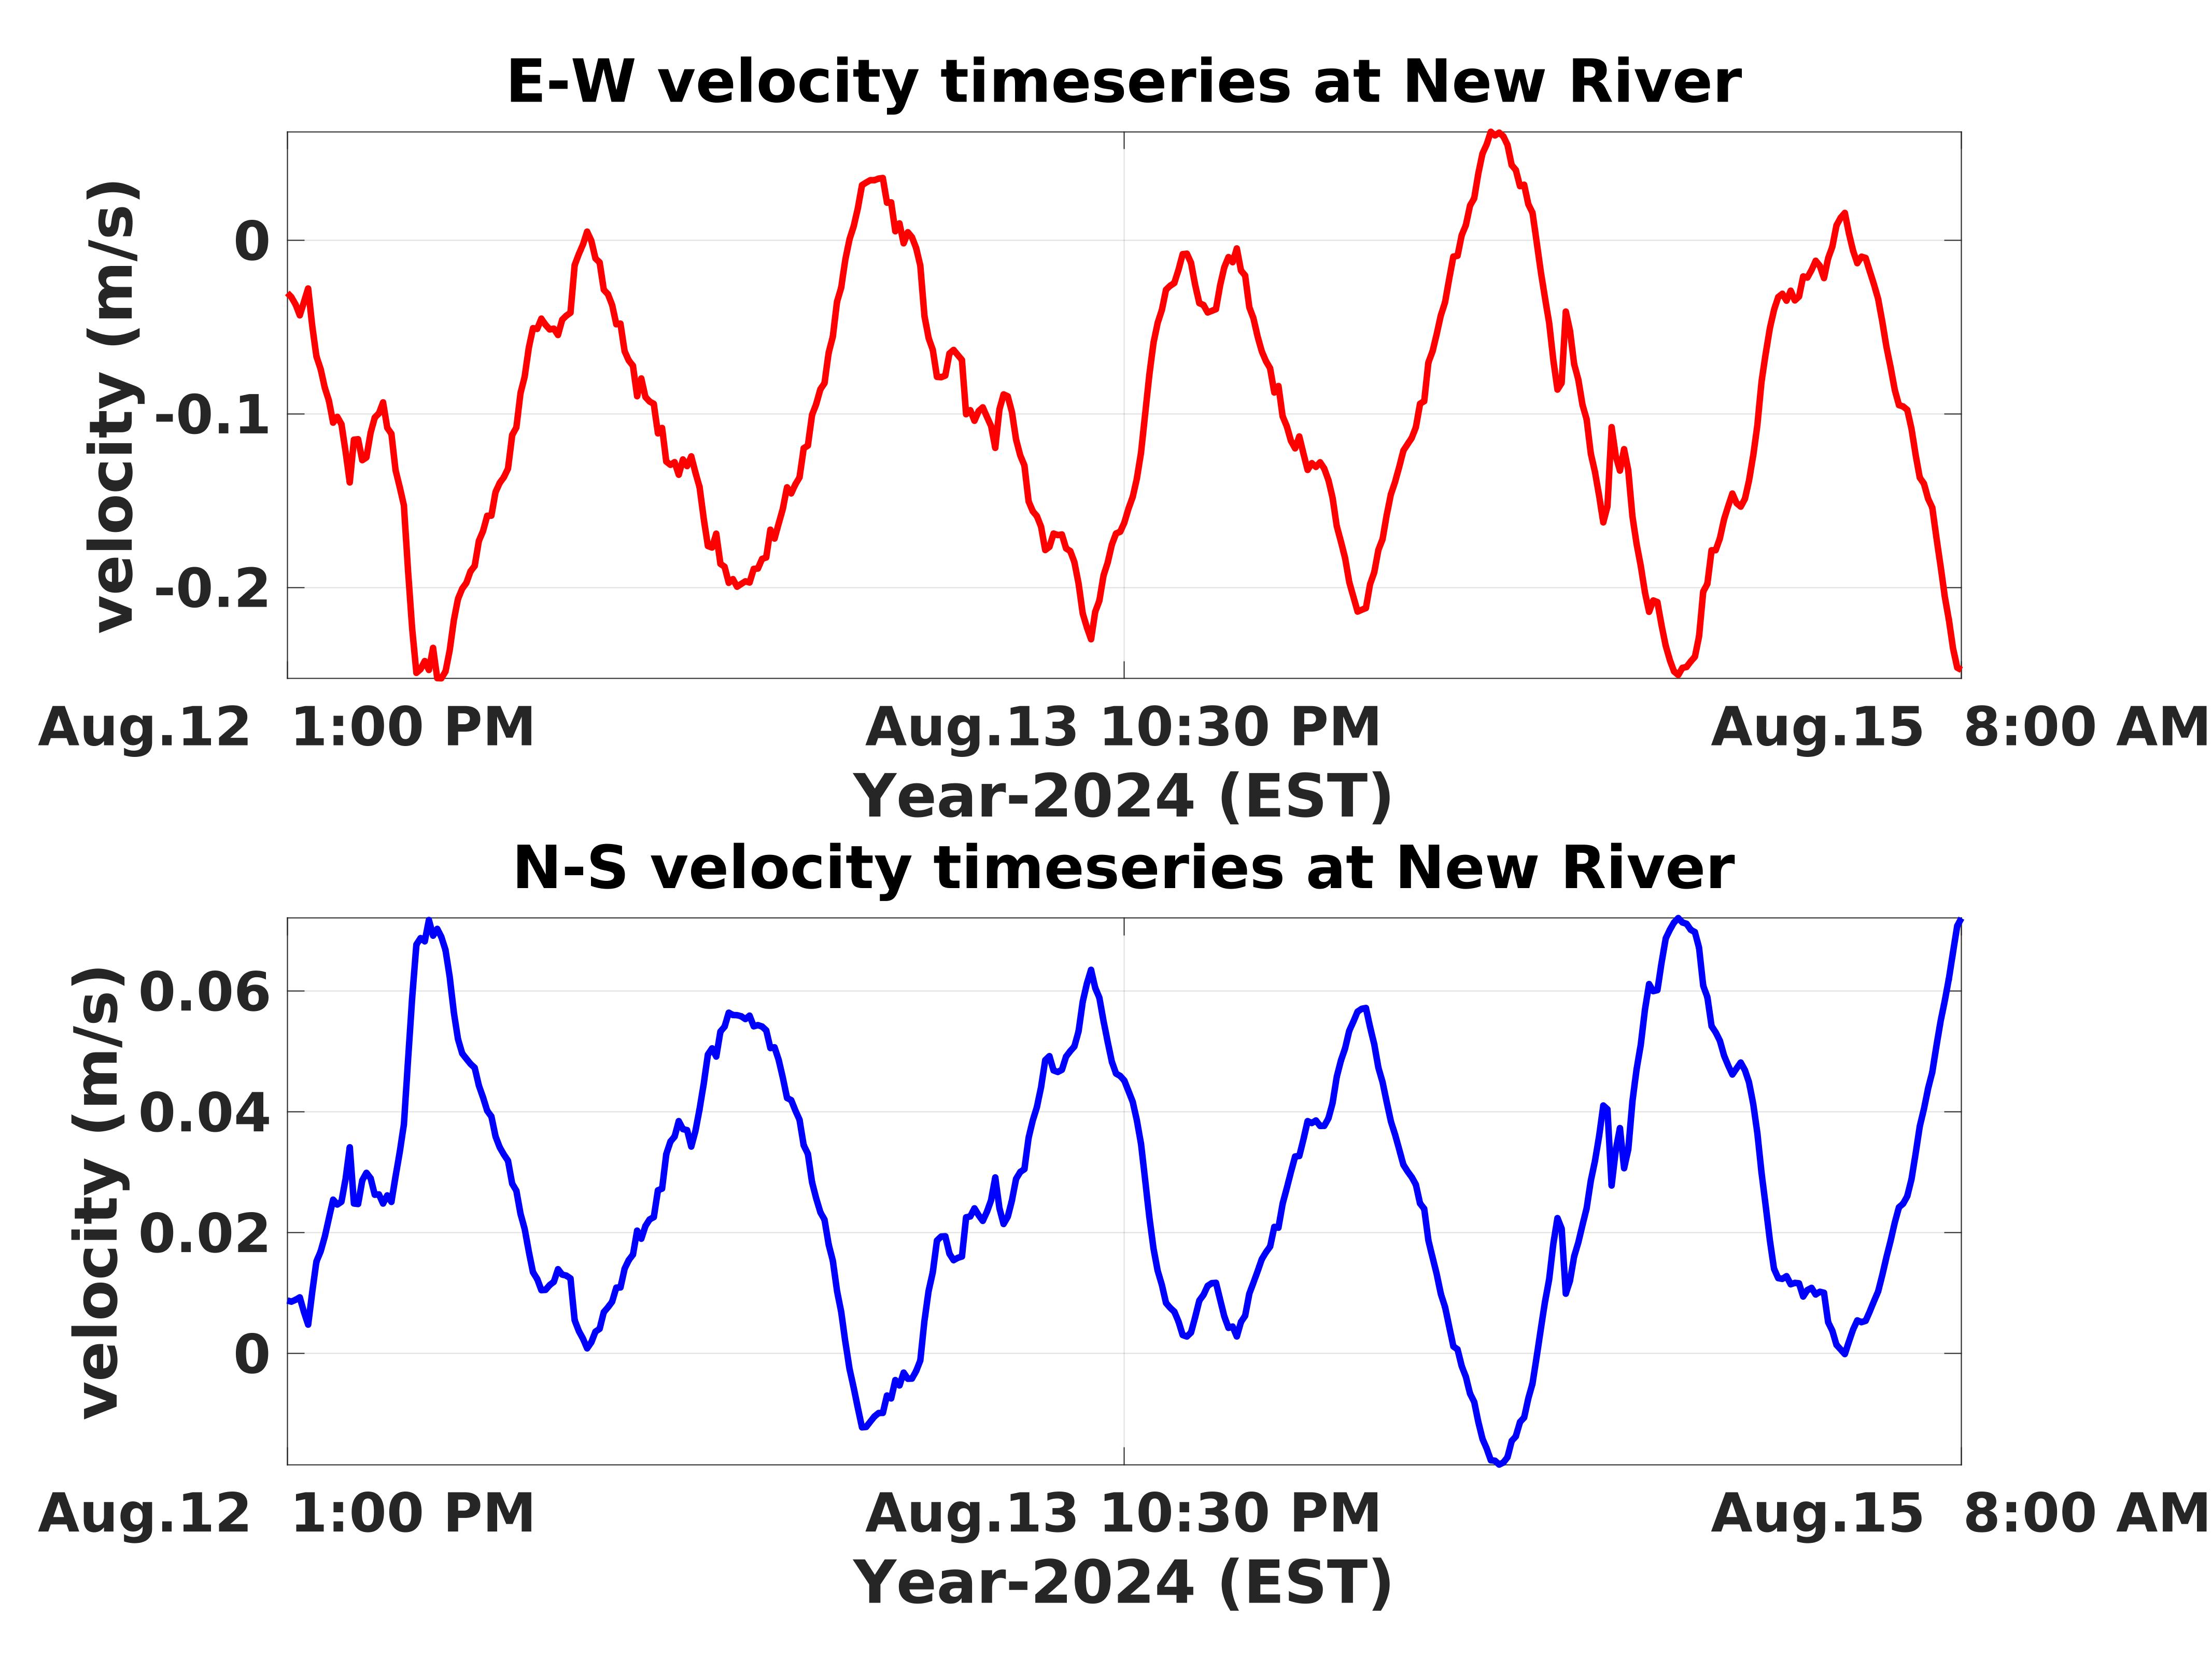 E-W velocity timeseries at New River
velocity (m/s)
0
-0.1
-0.2
Aug.12 1:00 PM Aug.13 10:30 PM Aug.15 8:00 AM
Year-2024 (EST)
N-S velocity timeseries at New River
velocity (m/s)
0.06
0.04
0.02
0
Aug.12 1:00 PM Aug.13 10:30 PM Aug.15 8:00 AM
Year-2024 (EST)